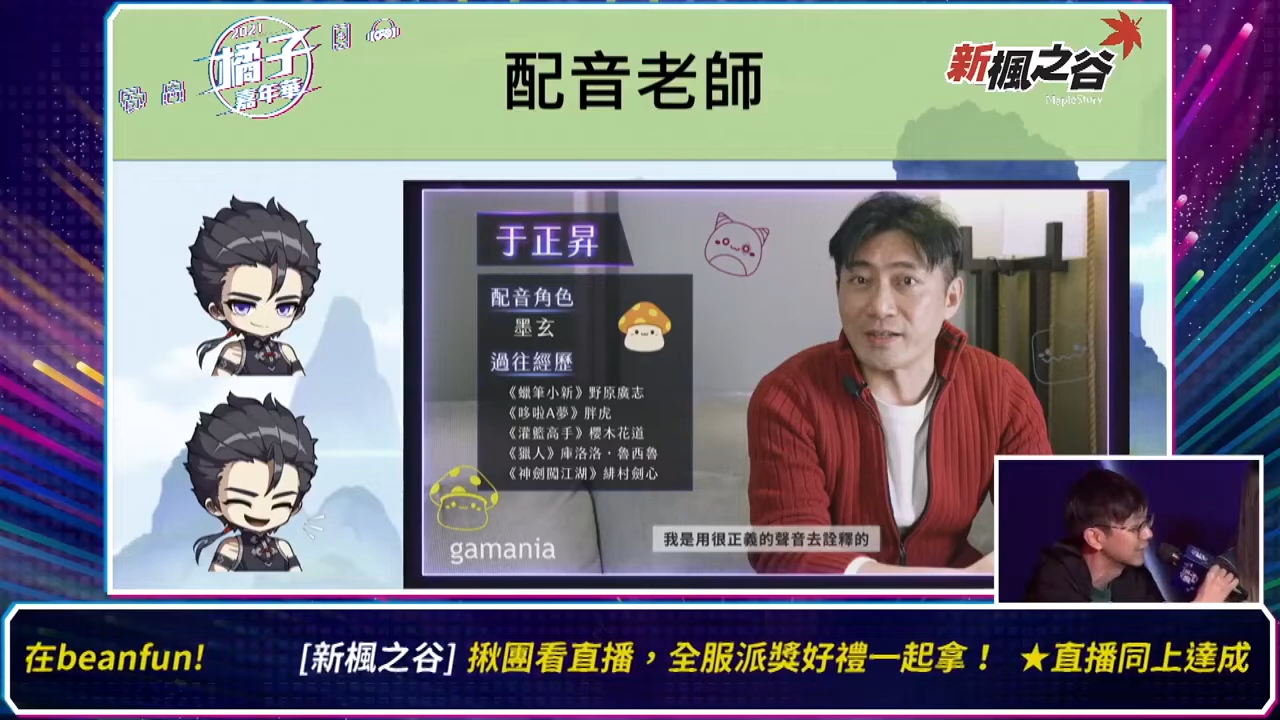 2021
橘子
嘉年華
配音老師
新楓之谷
MapleStory
于正昇
配音角色
墨玄
過往經歷
《蠟筆小新》野原廣志
《哆啦A夢》胖虎
《灌籃高手》櫻木花道
《獵人》庫洛洛·魯西魯
《神劍闖江湖》緋村劍心
我是用很正義的聲音去詮釋的
gamania
在beanfun! [新楓之谷] 揪團看直播,全服派獎好禮一起拿! ★直播同上達成